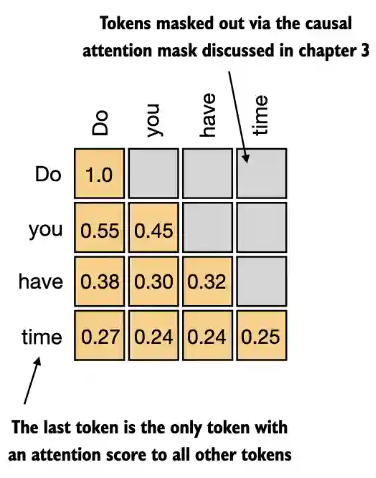 Tokens masked out via the causal
attention mask discussed in chapter 3
Do you have time
Do 1.0
you 0.55 0.45
have 0.38 0.30 0.32
time 0.27 0.24 0.24 0.25
The last token is the only token with
an attention score to all other tokens